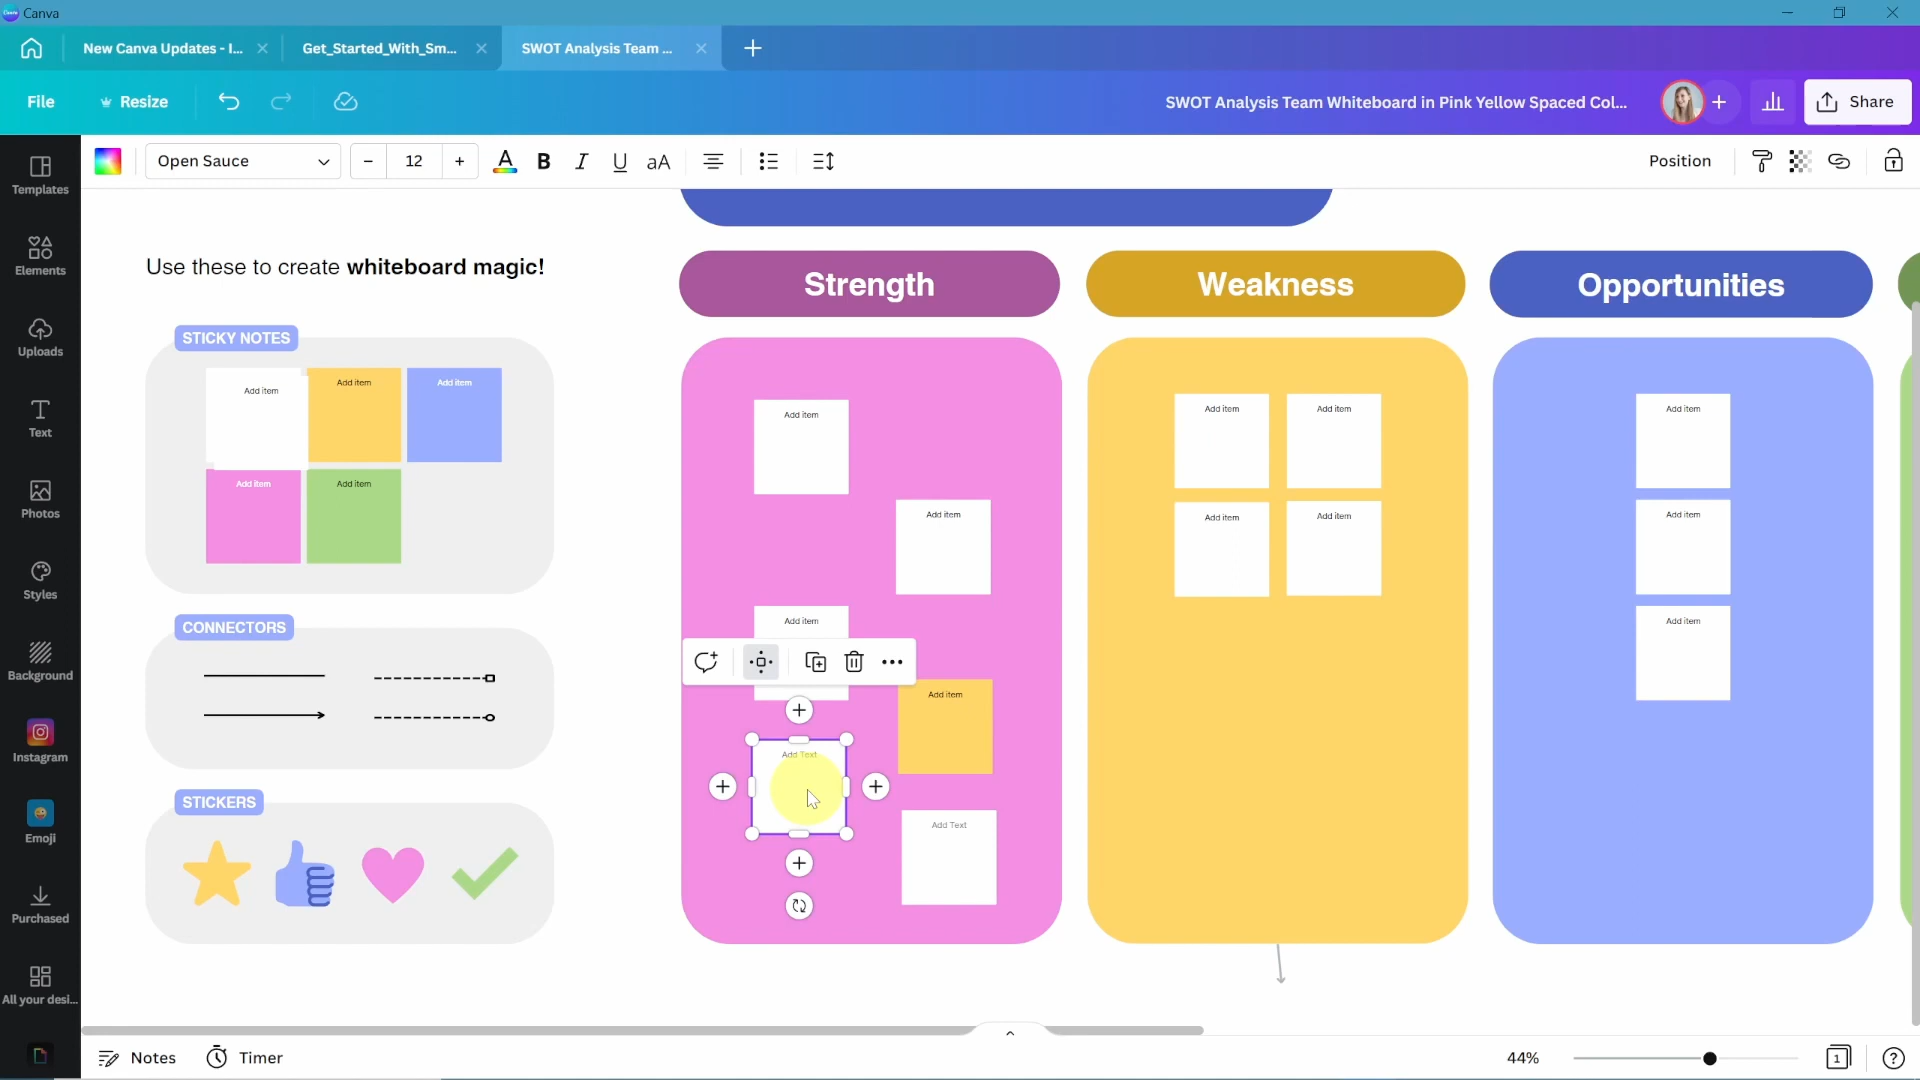 Canva
New Canva Updates - I...
Get_Started_With_Sm...
SWOT Analysis Team ...
File
Resize
SWOT Analysis Team Whiteboard in Pink Yellow Spaced Col...
Share
Open Sauce
12
A
B
I
U
aA
Position
Templates
Elements
Uploads
Text
Photos
Styles
Background
Instagram
Emoji
Purchased
All your desi...
Use these to create whiteboard magic!
STICKY NOTES
Add item
Add item
Add item
Add item
Add item
CONNECTORS
STICKERS
Strength
Add item
Add item
Add item
Add item
Add Text
Add Text
Weakness
Add item
Add item
Add item
Add item
Opportunities
Add item
Add item
Add item
Notes
Timer
44%
1
?